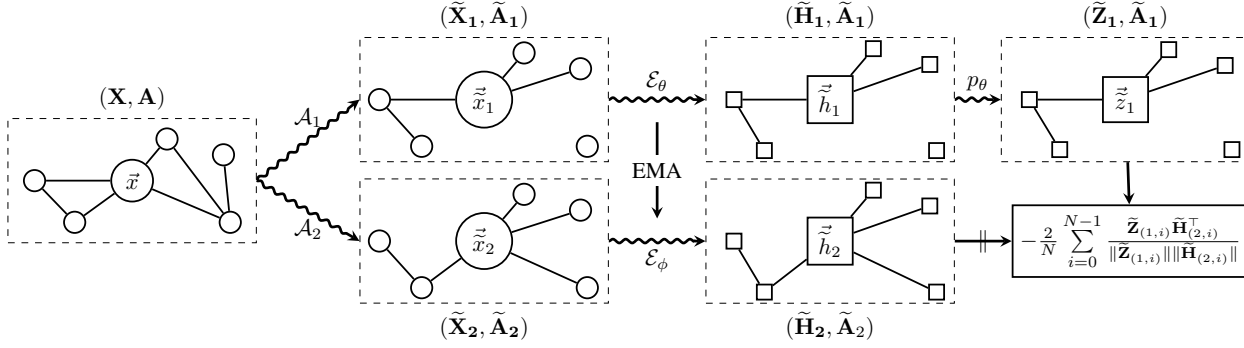 (X̃₁, Ã₁)
(H̃₁, Ã₁)
(Z̃₁, Ã₁)
(X, A)
x⃗
𝒜₁
𝒜₂
x̃⃗₁
ℰ_θ
h̃⃗₁
p_θ
z̃⃗₁
EMA
x̃⃗₂
ℰ_ϕ
h̃⃗₂
−2/N ∑_{i=0}^{N−1} Z̃_(1,i) H̃_(2,i)^⊤ / ‖Z̃_(1,i)‖‖H̃_(2,i)‖
(X̃₂, Ã₂)
(H̃₂, Ã₂)